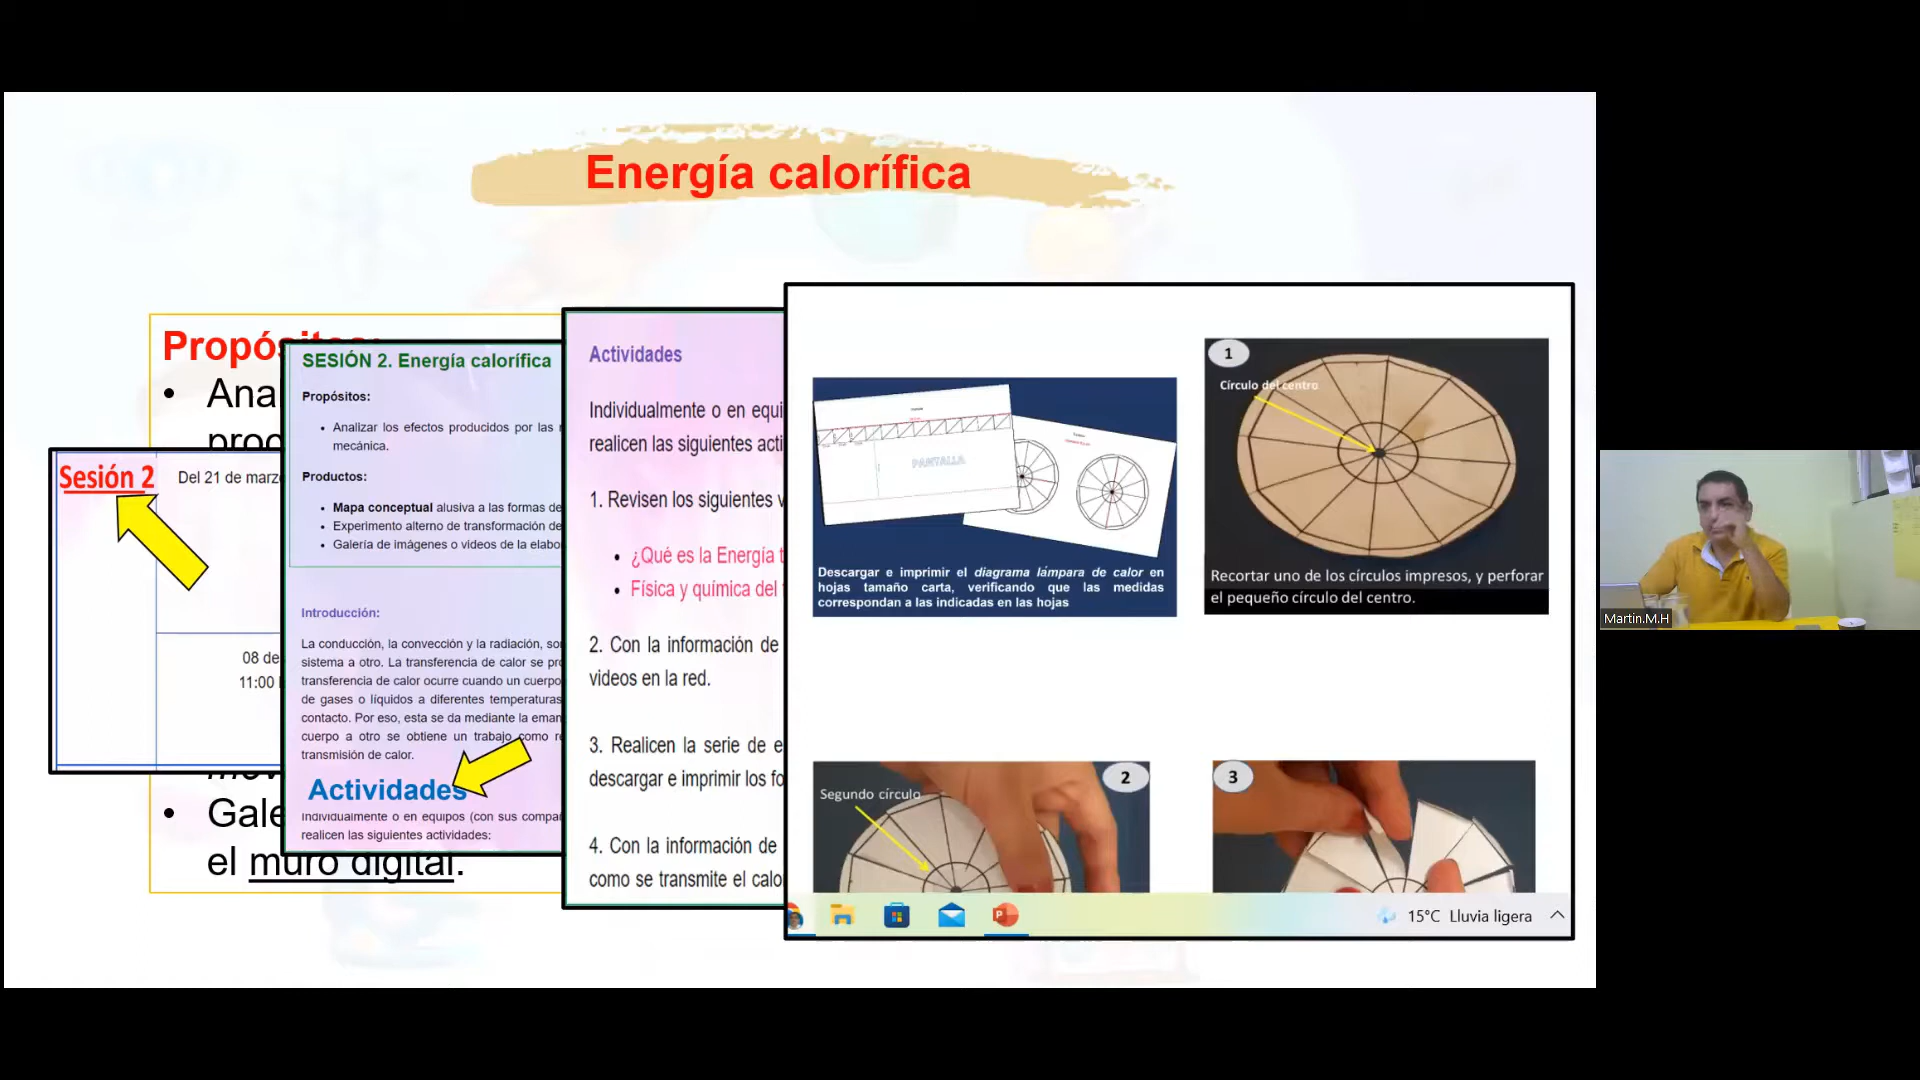 Energía calorífica
Propósitos:
• Ana
proc
Gale
el muro digital.
Sesión 2
Del 21 de marzo
08 de
11:00
SESIÓN 2. Energía calorífica
Propósitos:
• Analizar los efectos producidos por las
mecánica.
Productos:
• Mapa conceptual alusiva a las formas de
• Experimento alterno de transformación de
• Galería de imágenes o videos de la elabo
Introducción:
La conducción, la convección y la radiación, so
sistema a otro. La transferencia de calor se pr
transferencia de calor ocurre cuando un cuerpo
de gases o líquidos a diferentes temperaturas
contacto. Por eso, esta se da mediante la eman
cuerpo a otro se obtiene un trabajo como r
transmisión de calor.
Actividades
Individualmente o en equipos (con sus compa
realicen las siguientes actividades:
Actividades
Individualmente o en equi
realicen las siguientes acti
1. Revisen los siguientes v
• ¿Qué es la Energía t
• Física y química del
2. Con la información de
videos en la red.
3. Realicen la serie de e
descargar e imprimir los fo
4. Con la información de
como se transmite el calo
PANTALLA
Descargar e imprimir el diagrama lámpara de calor en
hojas tamaño carta, verificando que las medidas
correspondan a las indicadas en las hojas
1
Círculo del centro
Recortar uno de los círculos impresos, y perforar
el pequeño círculo del centro.
2
Segundo círculo
3
15°C Lluvia ligera
Martin.M.H